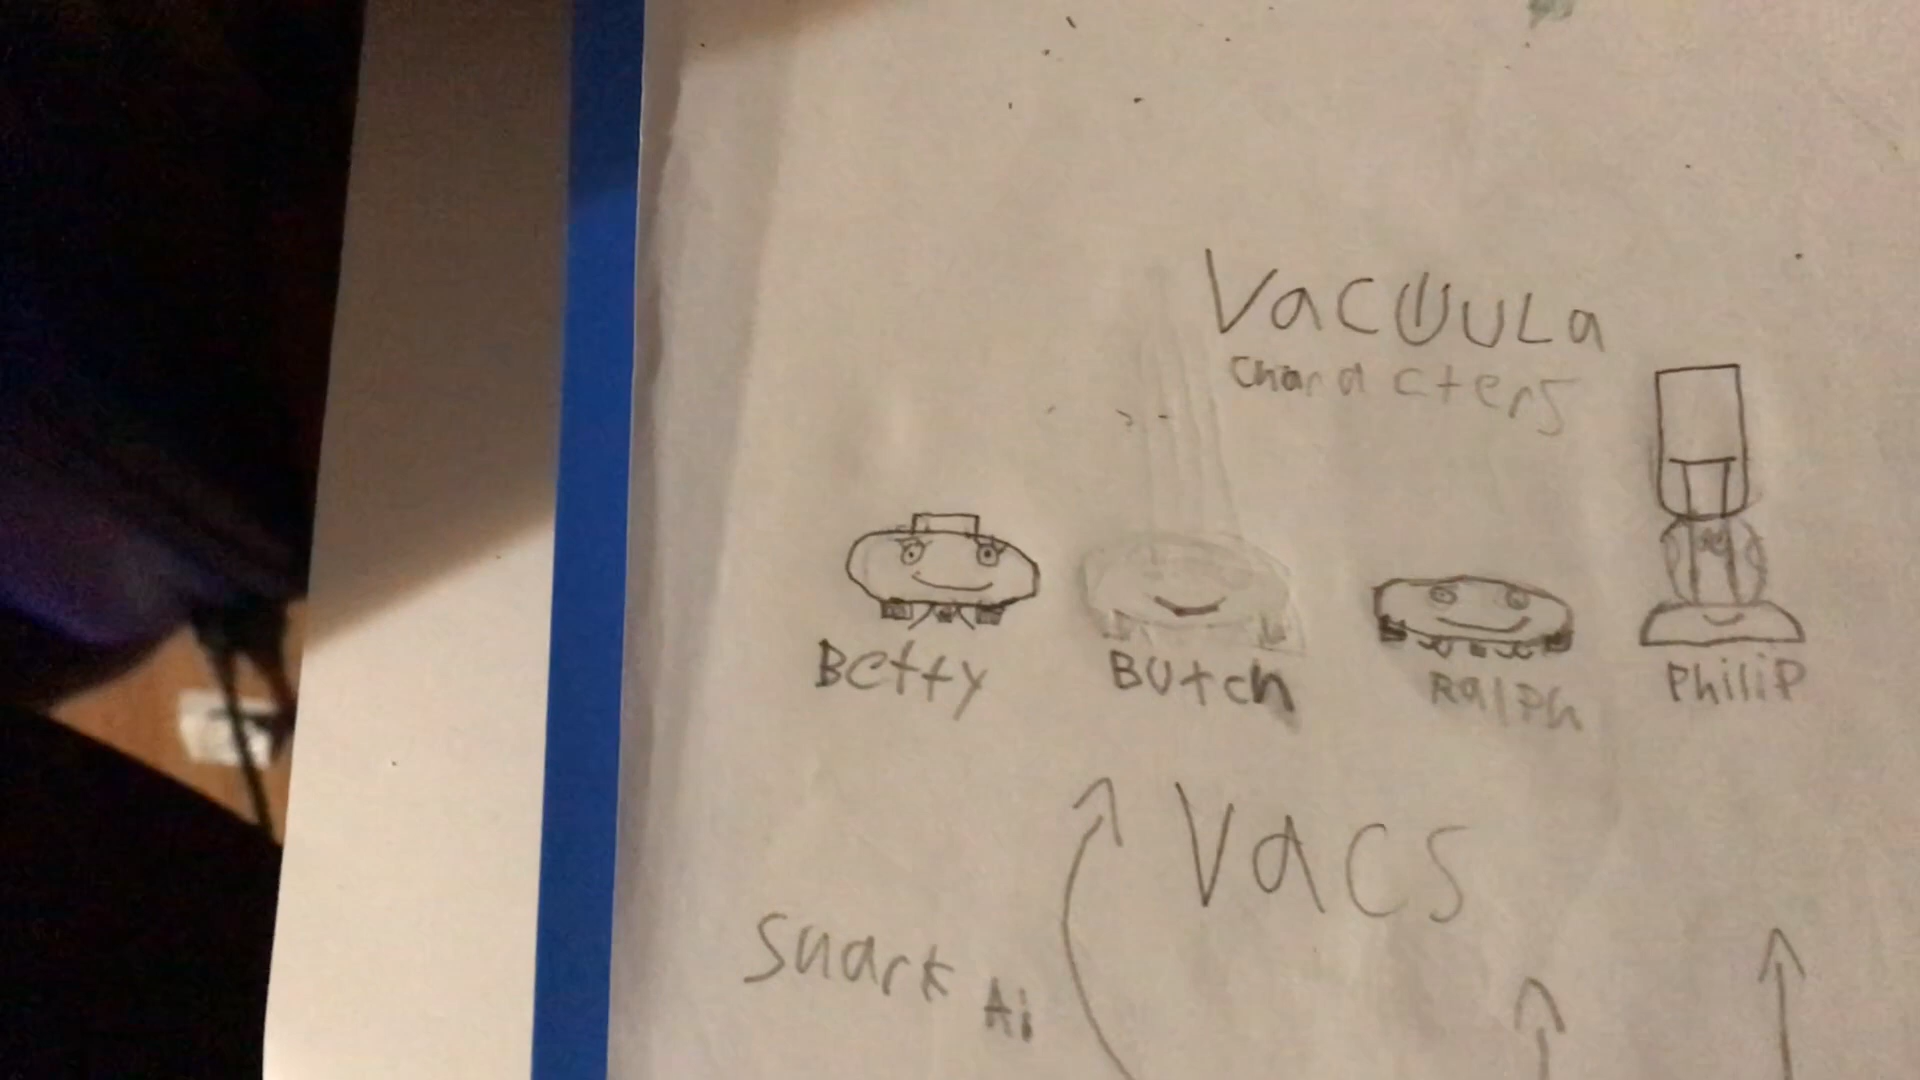 Vacuula
Characters
Betty Butch Ralph Philip
Vacs
Shark Ai